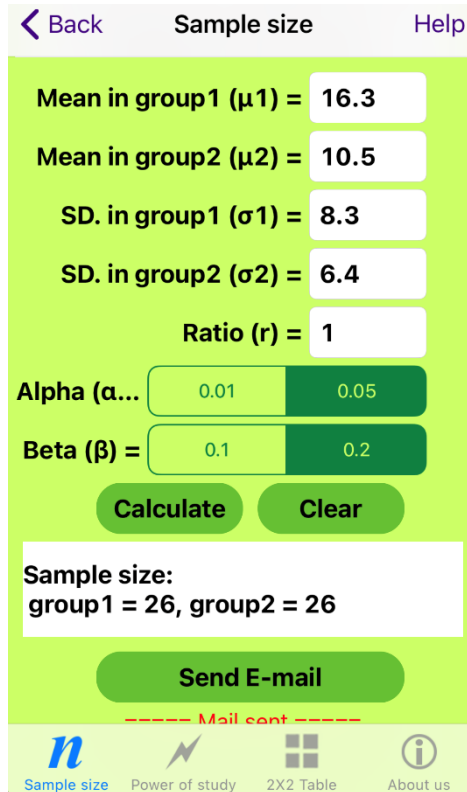 Back Sample size Help
Mean in group1 (μ1) = 16.3
Mean in group2 (μ2) = 10.5
SD. in group1 (σ1) = 8.3
SD. in group2 (σ2) = 6.4
Ratio (r) = 1
Alpha (α... 0.01 0.05
Beta (β) = 0.1 0.2
Calculate Clear
Sample size:
group1 = 26, group2 = 26
Send E-mail
===== Mail sent =====
n
Sample size Power of study 2X2 Table About us